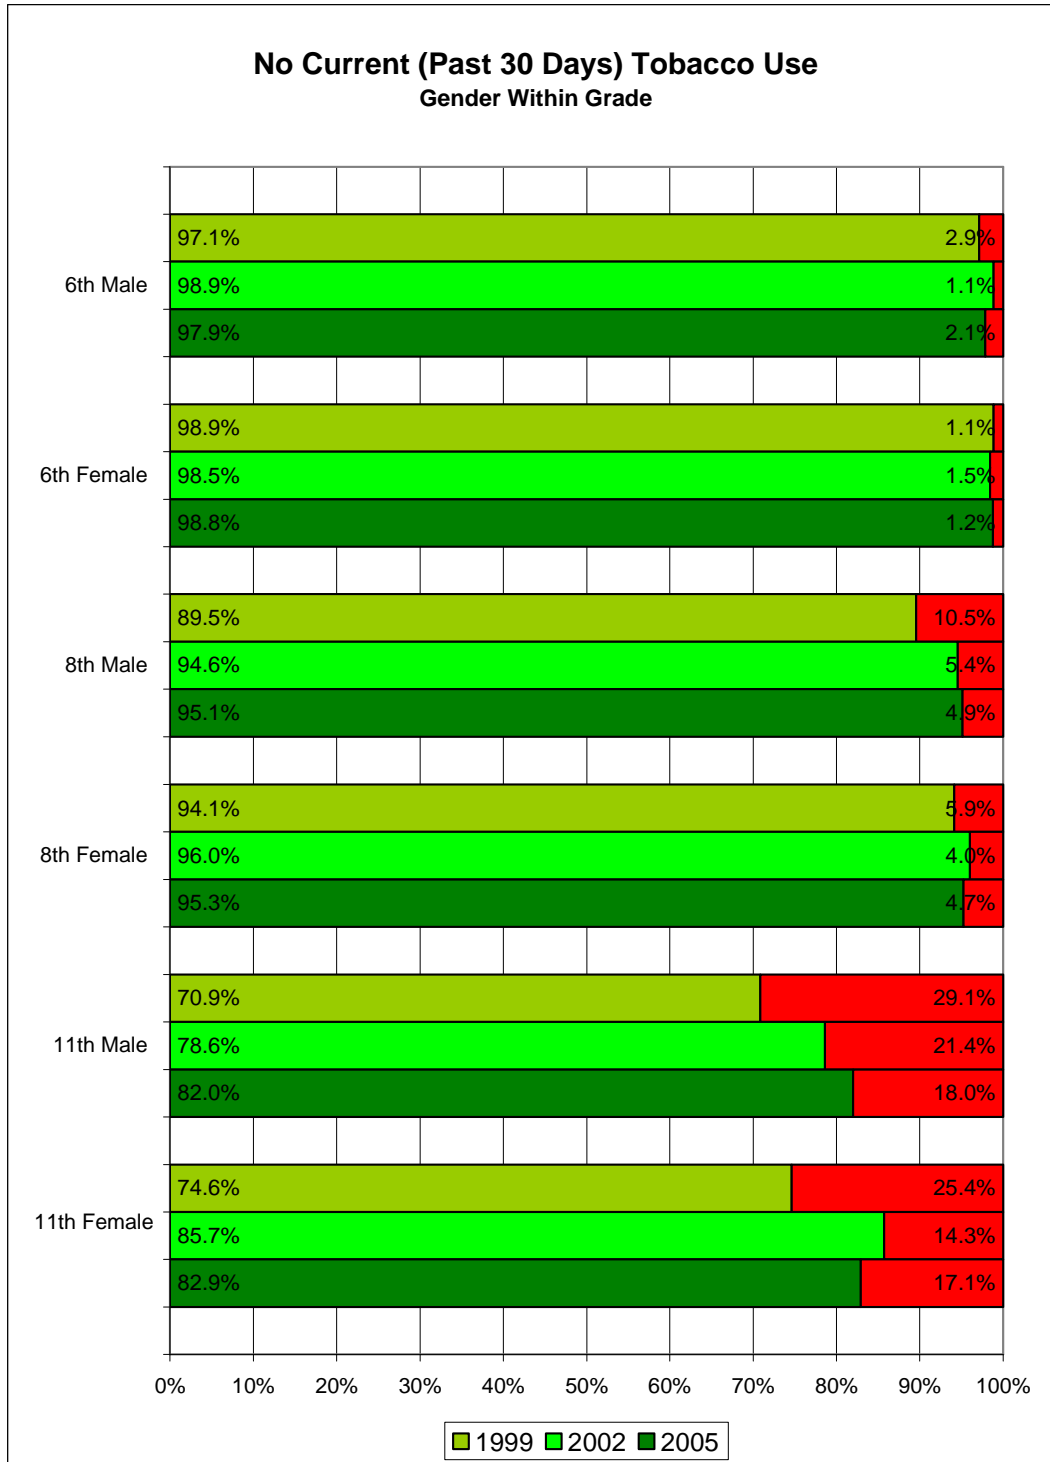 No Current (Past 30 Days) Tobacco Use
Gender Within Grade
97.1% 2.9%
6th Male 98.9% 1.1%
97.9% 2.1%
98.9% 1.1%
6th Female 98.5% 1.5%
98.8% 1.2%
89.5% 10.5%
8th Male 94.6% 5.4%
95.1% 4.9%
94.1% 5.9%
8th Female 96.0% 4.0%
95.3% 4.7%
70.9% 29.1%
11th Male 78.6% 21.4%
82.0% 18.0%
74.6% 25.4%
11th Female 85.7% 14.3%
82.9% 17.1%
0% 10% 20% 30% 40% 50% 60% 70% 80% 90% 100%
1999 2002 2005